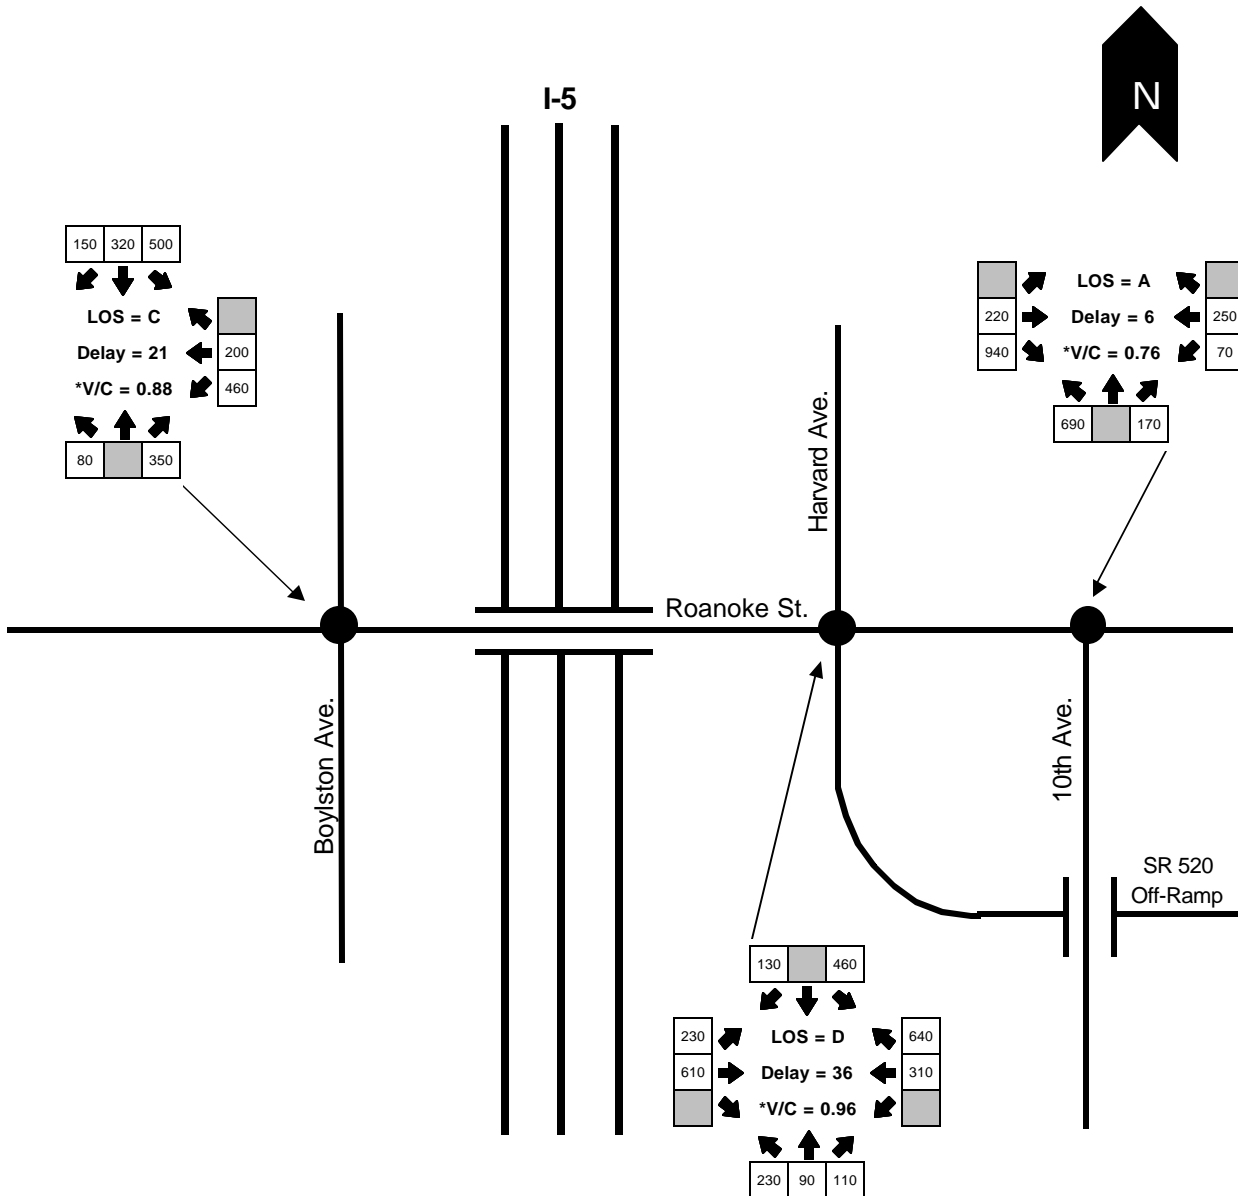 N
I-5
150 320 500
LOS = C
Delay = 21
200
*V/C = 0.88
460
80 350
LOS = A
220
Delay = 6
250
940
*V/C = 0.76
70
690 170
Harvard Ave.
Roanoke St.
Boylston Ave.
10th Ave.
SR 520
Off-Ramp
130 460
230
LOS = D
640
610
Delay = 36
310
*V/C = 0.96
230 90 110